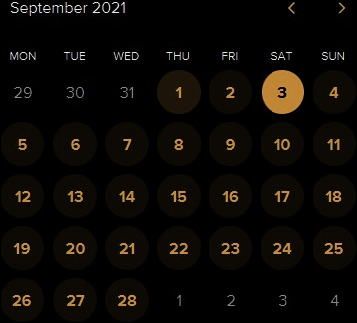 September 2021
MON TUE WED THU FRI SAT SUN
29 30 31 1 2 3 4
5 6 7 8 9 10 11
12 13 14 15 16 17 18
19 20 21 22 23 24 25
26 27 28 1 2 3 4